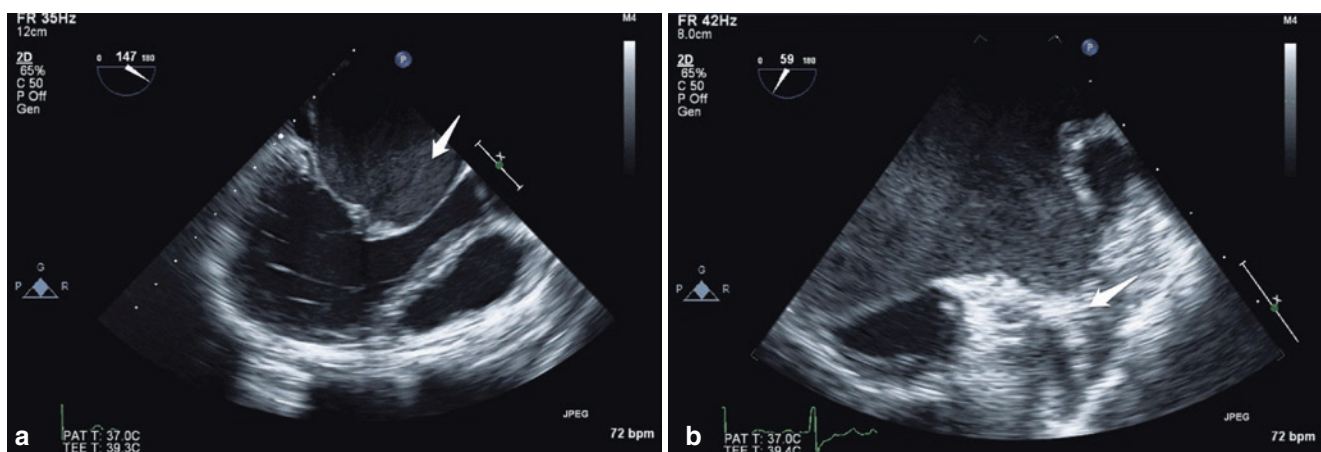 FR 35Hz
12cm
M4
2D
65%
C 50
P Off
Gen
0 147 180
P
X
G
P R
JPEG
PAT T: 37.0C
TEE T: 39.3C
72 bpm
a
FR 42Hz
8.0cm
M4
2D
65%
C 50
P Off
Gen
0 59 180
P
X
G
P R
JPEG
PAT T: 37.0C
TEE T: 39.4C
72 bpm
b